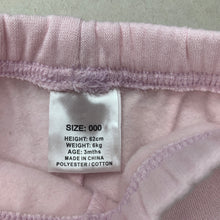 SIZE: 000
HEIGHT: 62cm
WEIGHT: 6kg
AGE: 3mths
MADE IN CHINA
POLYESTER / COTTON